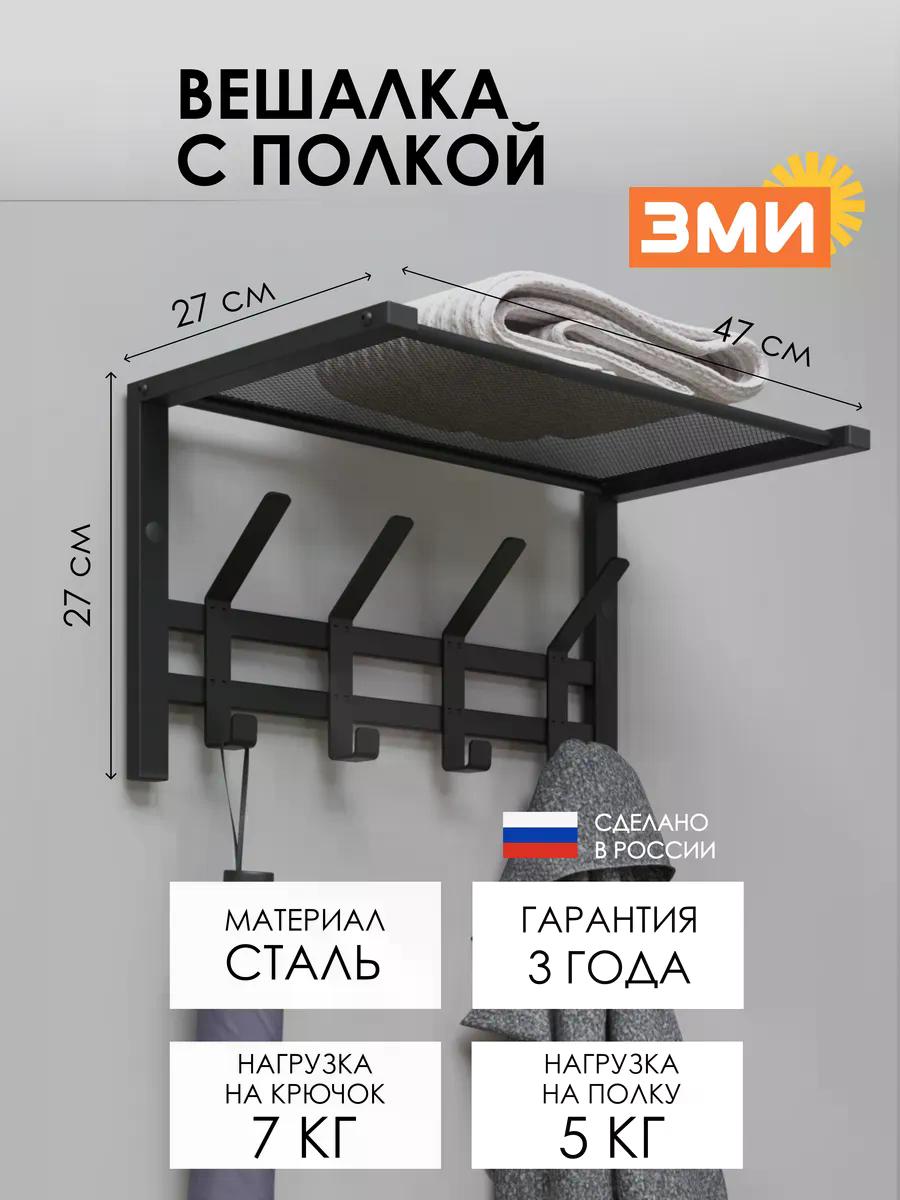 ВЕШАЛКА
С ПОЛКОЙ
ЗМИ
27 см
47 см
27 см
СДЕЛАНО
В РОССИИ
МАТЕРИАЛ
СТАЛЬ
ГАРАНТИЯ
3 ГОДА
НАГРУЗКА
НА КРЮЧОК
7 КГ
НАГРУЗКА
НА ПОЛКУ
5 КГ